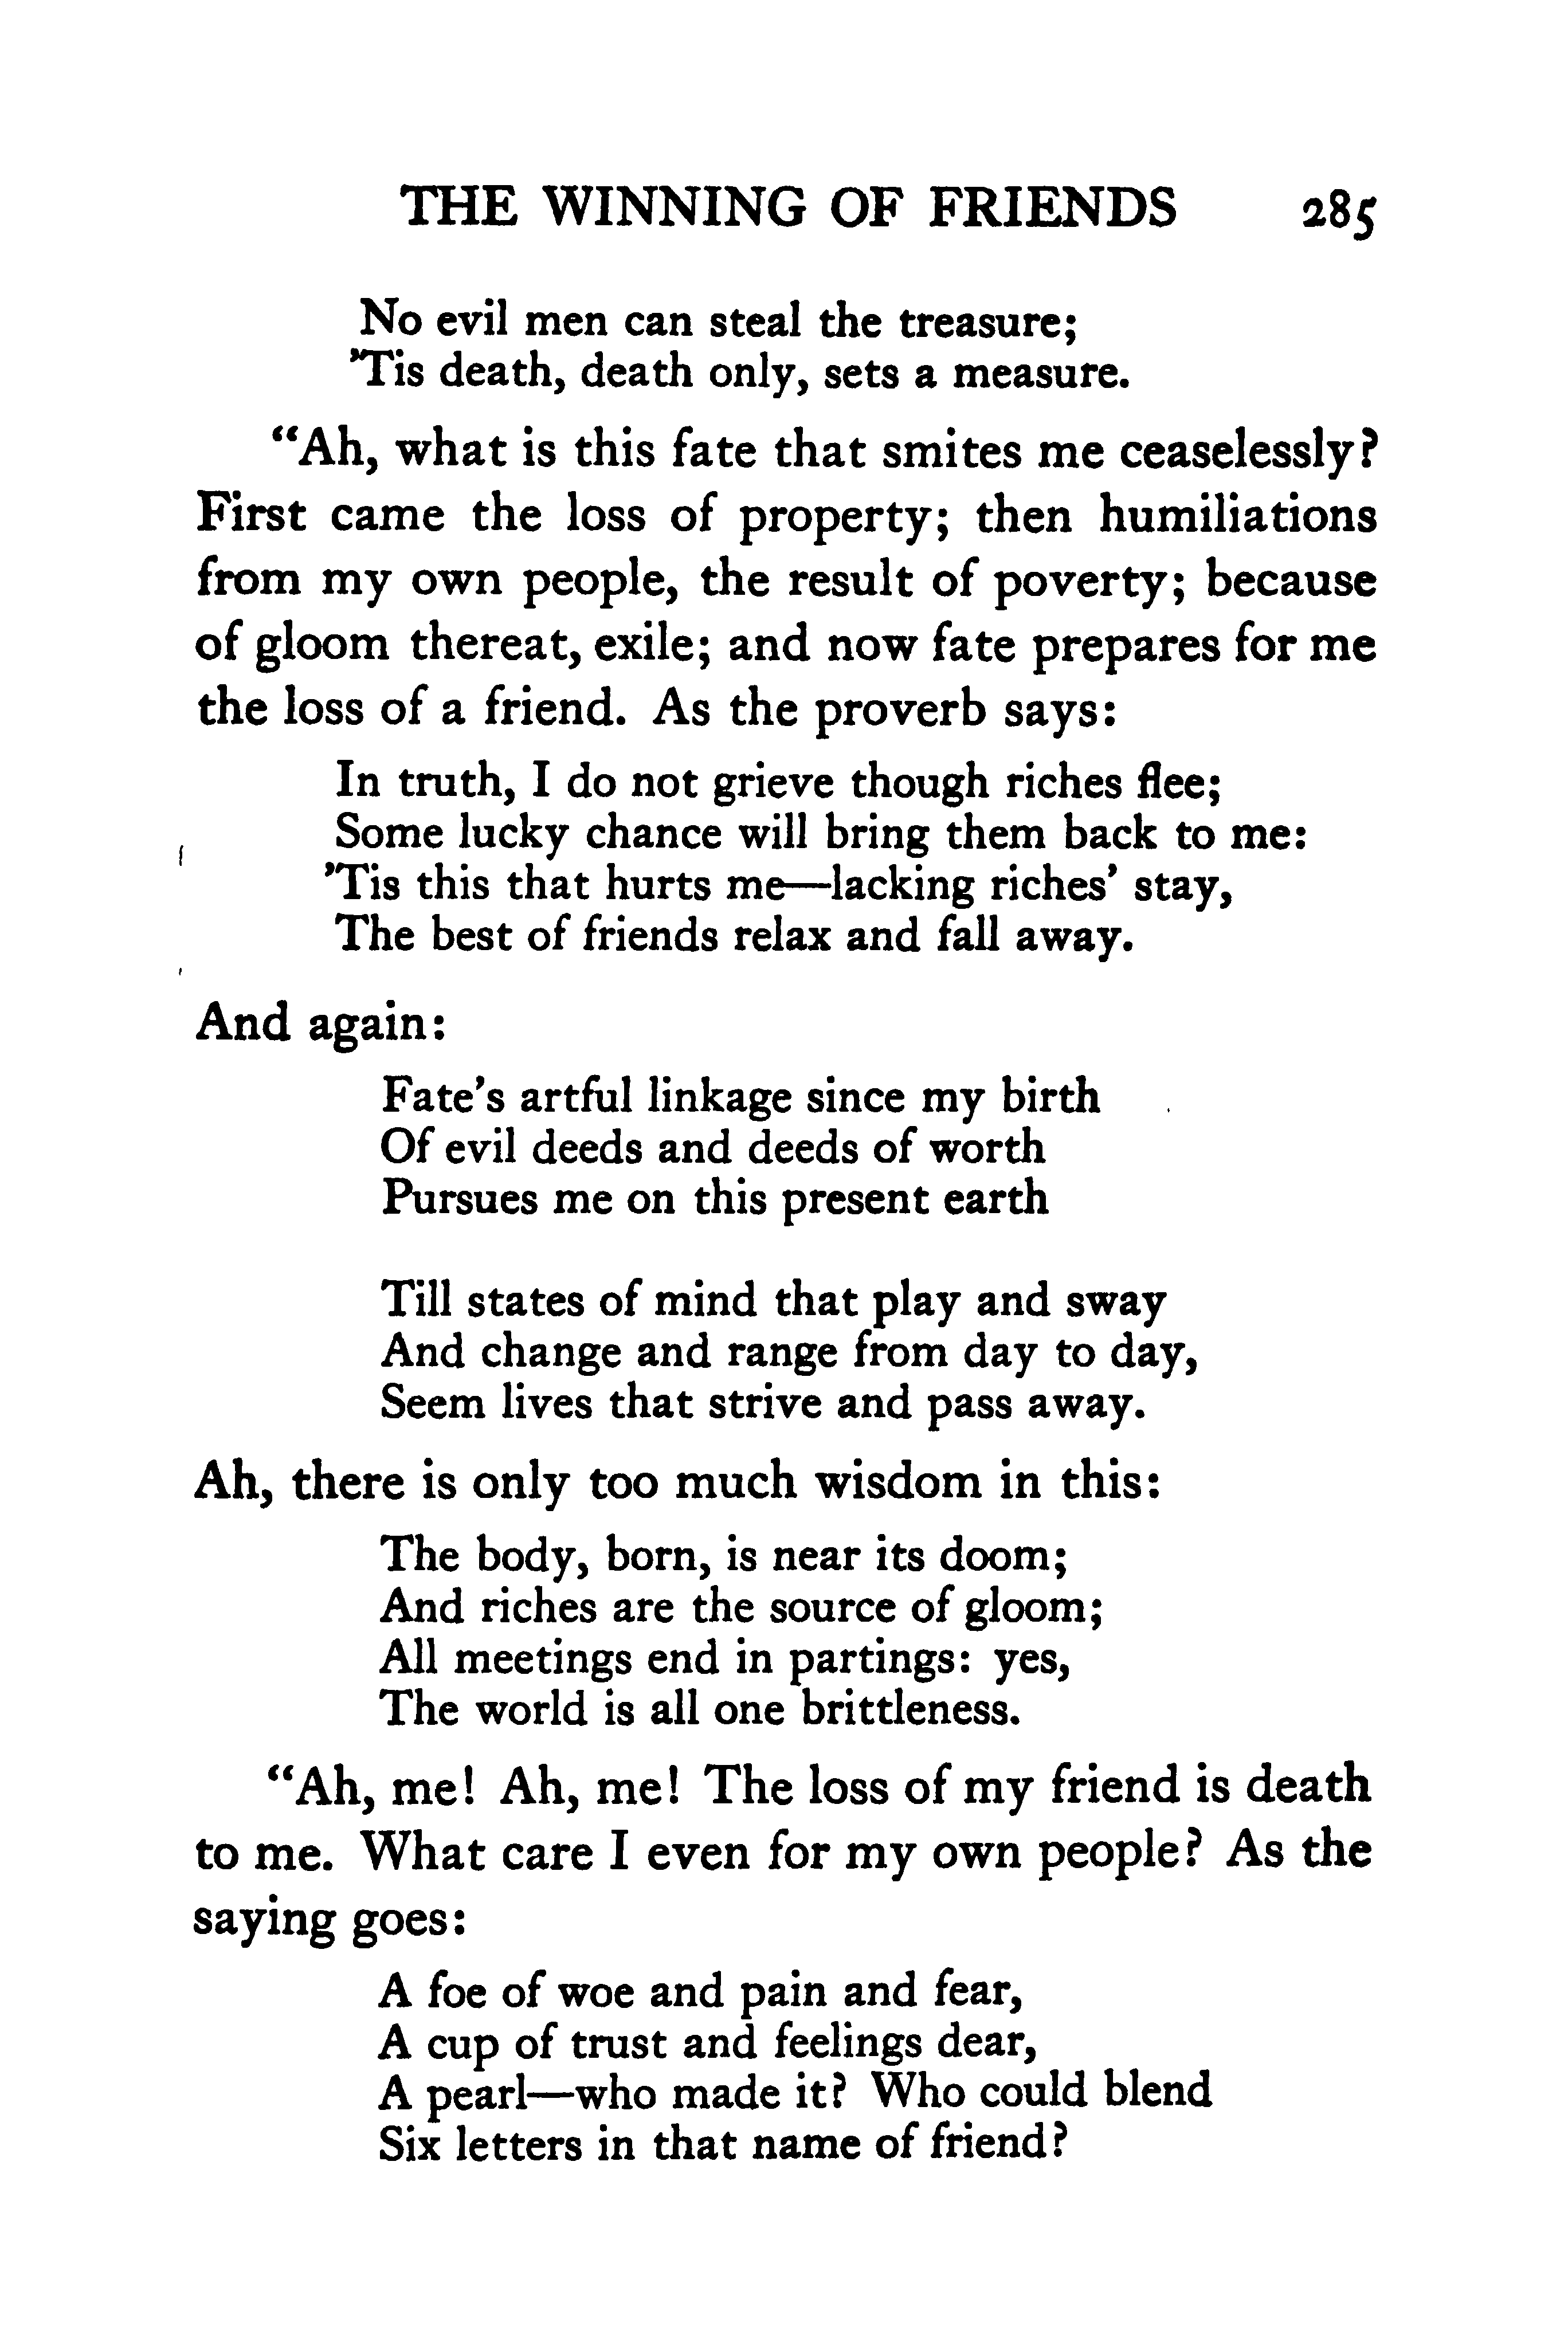 THE WINNING OF FRIENDS 285
No evil men can steal the treasure;
'Tis death, death only, sets a measure.
"Ah, what is this fate that smites me ceaselessly?
First came the loss of property; then humiliations
from my own people, the result of poverty; because
of gloom thereat, exile; and now fate prepares for me
the loss of a friend. As the proverb says:
In truth, I do not grieve though riches flee;
Some lucky chance will bring them back to me:
'Tis this that hurts me—lacking riches' stay,
The best of friends relax and fall away.
And again:
Fate's artful linkage since my birth
Of evil deeds and deeds of worth
Pursues me on this present earth
Till states of mind that play and sway
And change and range from day to day,
Seem lives that strive and pass away.
Ah, there is only too much wisdom in this:
The body, born, is near its doom;
And riches are the source of gloom;
All meetings end in partings: yes,
The world is all one brittleness.
"Ah, me! Ah, me! The loss of my friend is death
to me. What care I even for my own people? As the
saying goes:
A foe of woe and pain and fear,
A cup of trust and feelings dear,
A pearl—who made it? Who could blend
Six letters in that name of friend?